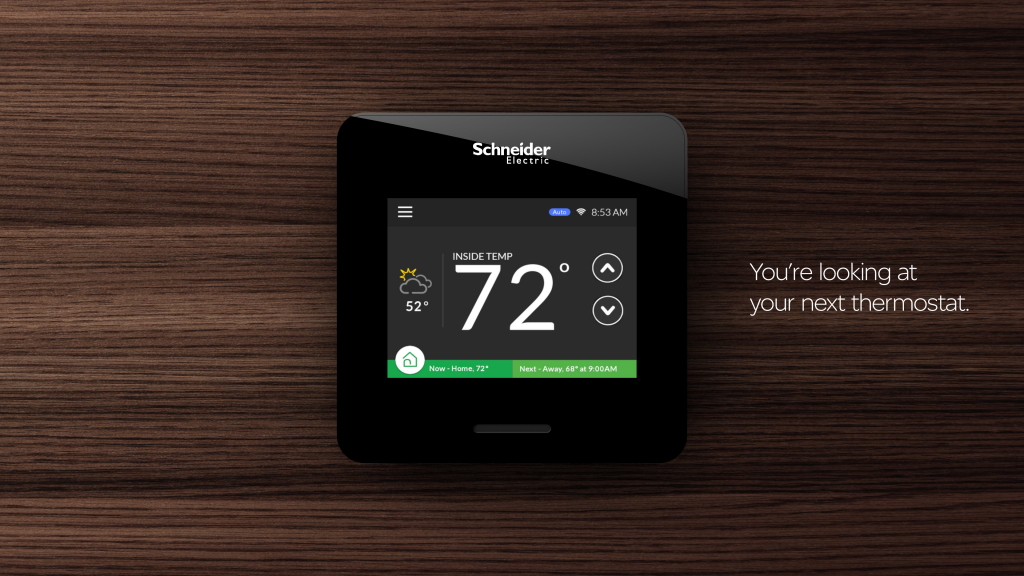 Schneider
Electric
Auto 8:53 AM
INSIDE TEMP
72°
52°
Now - Home, 72°
Next - Away, 68° at 9:00AM
You're looking at
your next thermostat.